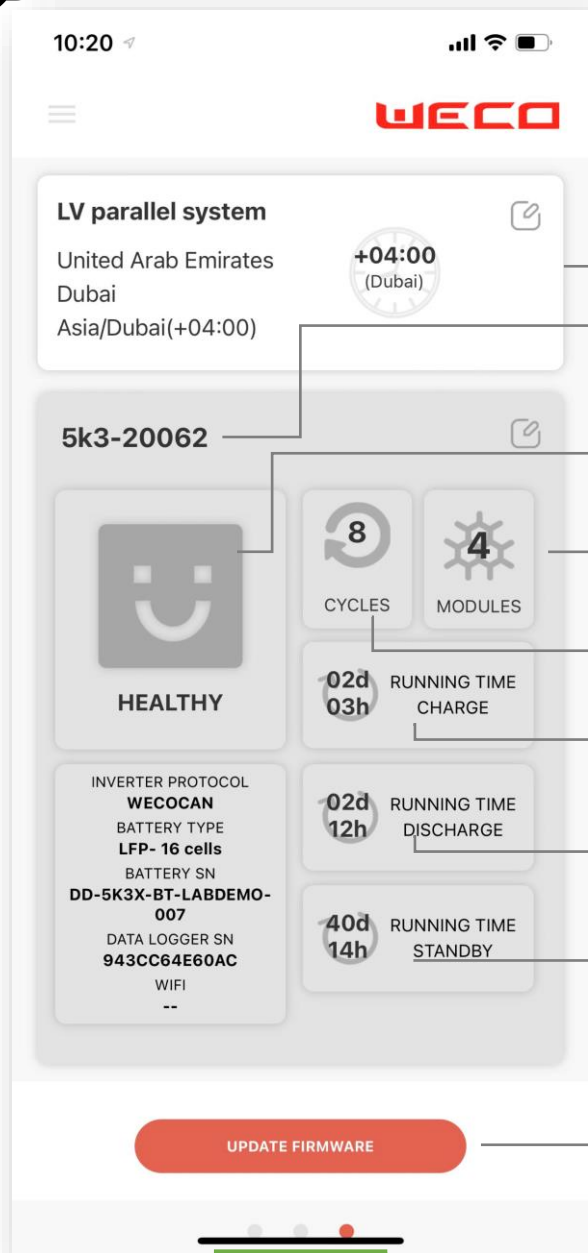 10:20
WECO
LV parallel system
United Arab Emirates
Dubai
Asia/Dubai(+04:00)
+04:00
(Dubai)
5k3-20062
HEALTHY
8
CYCLES
4
MODULES
02d
03h
RUNNING TIME
CHARGE
INVERTER PROTOCOL
WECOCAN
BATTERY TYPE
LFP- 16 cells
BATTERY SN
DD-5K3X-BT-LABDEMO-
007
DATA LOGGER SN
943CC64E60AC
WIFI
--
02d
12h
RUNNING TIME
DISCHARGE
40d
14h
RUNNING TIME
STANDBY
UPDATE FIRMWARE